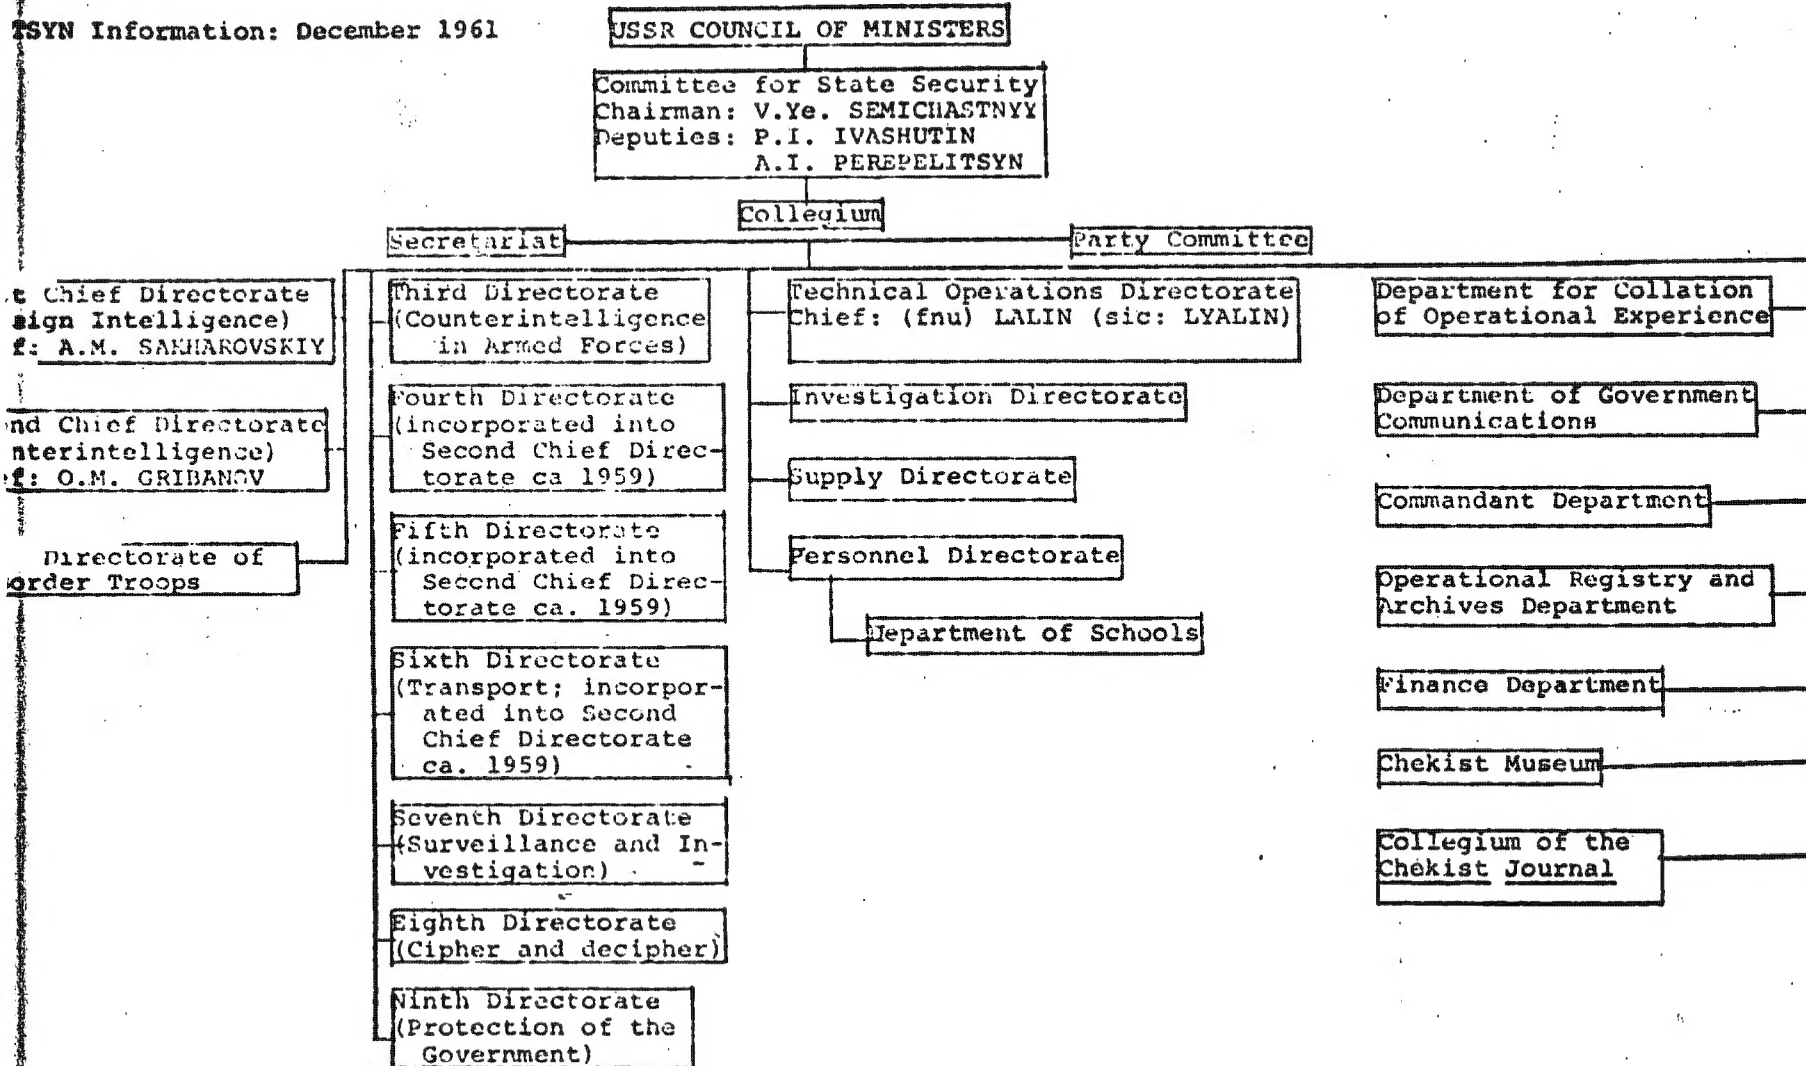 TSYN Information: December 1961
USSR COUNCIL OF MINISTERS
Committee for State Security
Chairman: V.Ye. SEMICHASTNYY
Deputies: P.I. IVASHUTIN
A.I. PEREPELITSYN
Collegium
Secretariat
Party Committee
t Chief Directorate
eign Intelligence)
f: A.M. SAKHAROVSKIY
nd Chief Directorate
nterintelligence)
ef: O.M. GRIBANOV
Directorate of
order Troops
Third Directorate
(Counterintelligence
in Armed Forces)
Fourth Directorate
(incorporated into
Second Chief Direc-
torate ca 1959)
Fifth Directorate
(incorporated into
Second Chief Direc-
torate ca. 1959)
Sixth Directorate
(Transport; incorpor-
ated into Second
Chief Directorate
ca. 1959)
Seventh Directorate
(Surveillance and In-
vestigation)
Eighth Directorate
(Cipher and decipher)
Ninth Directorate
(Protection of the
Government)
Technical Operations Directorate
Chief: (fnu) LALIN (sic: LYALIN)
Investigation Directorate
Supply Directorate
Personnel Directorate
Department of Schools
Department for Collation
of Operational Experience
Department of Government
Communications
Commandant Department
Operational Registry and
Archives Department
Finance Department
Chekist Museum
Collegium of the
Chekist Journal